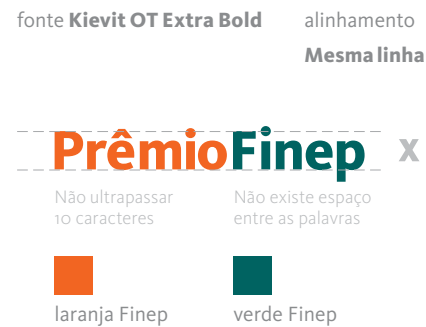 fonte Kievit OT Extra Bold
alinhamento
Mesma linha
PrêmioFinep
x
Não ultrapassar
10 caracteres
Não existe espaço
entre as palavras
laranja Finep
verde Finep